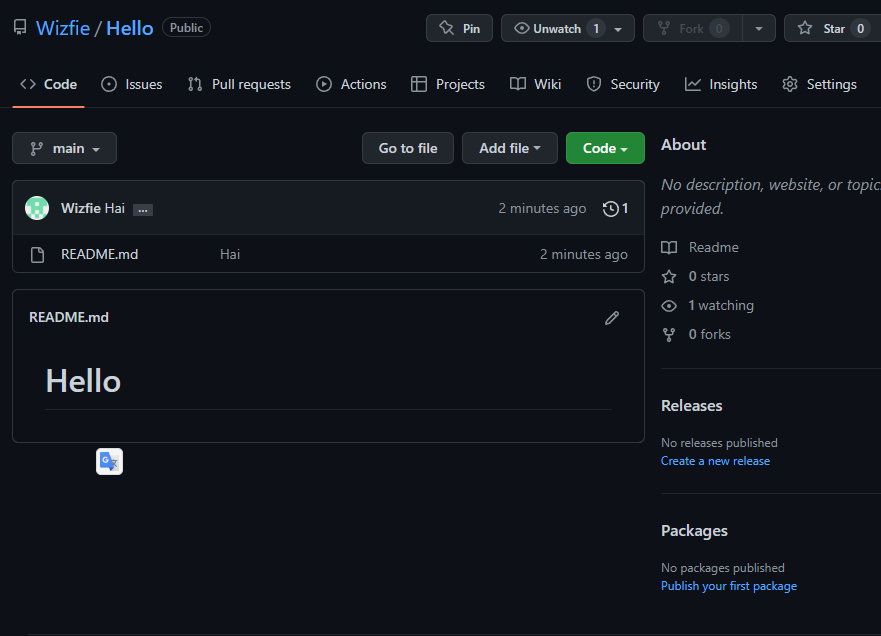 Wizfie / Hello Public
Pin Unwatch 1 Fork 0 Star 0
Code Issues Pull requests Actions Projects Wiki Security Insights Settings
main Go to file Add file Code
Wizfie Hai ... 2 minutes ago 1
README.md Hai 2 minutes ago
README.md
Hello
About
No description, website, or topic
provided.
Readme
0 stars
1 watching
0 forks
Releases
No releases published
Create a new release
Packages
No packages published
Publish your first package